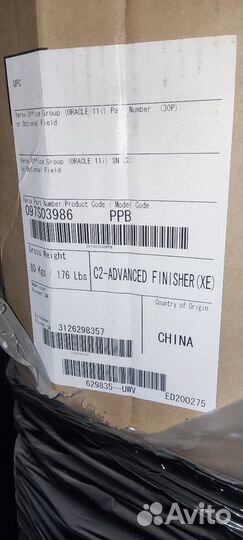 UPC
Xerox Office Group (ORACLE 11i) Part Number (30P):
or Optional Field
Xerox Office Group (ORACLE 11i) SN (S)
or Optional Field
Xerox Part Number/Product Code / Model Code
097S03986 PPB
Gross Weight
80 Kgs / 176 Lbs
C2-ADVANCED FINISHER(XE)
Country of Origin
3126298357
CHINA
629835--UWV
ED200275
Avito